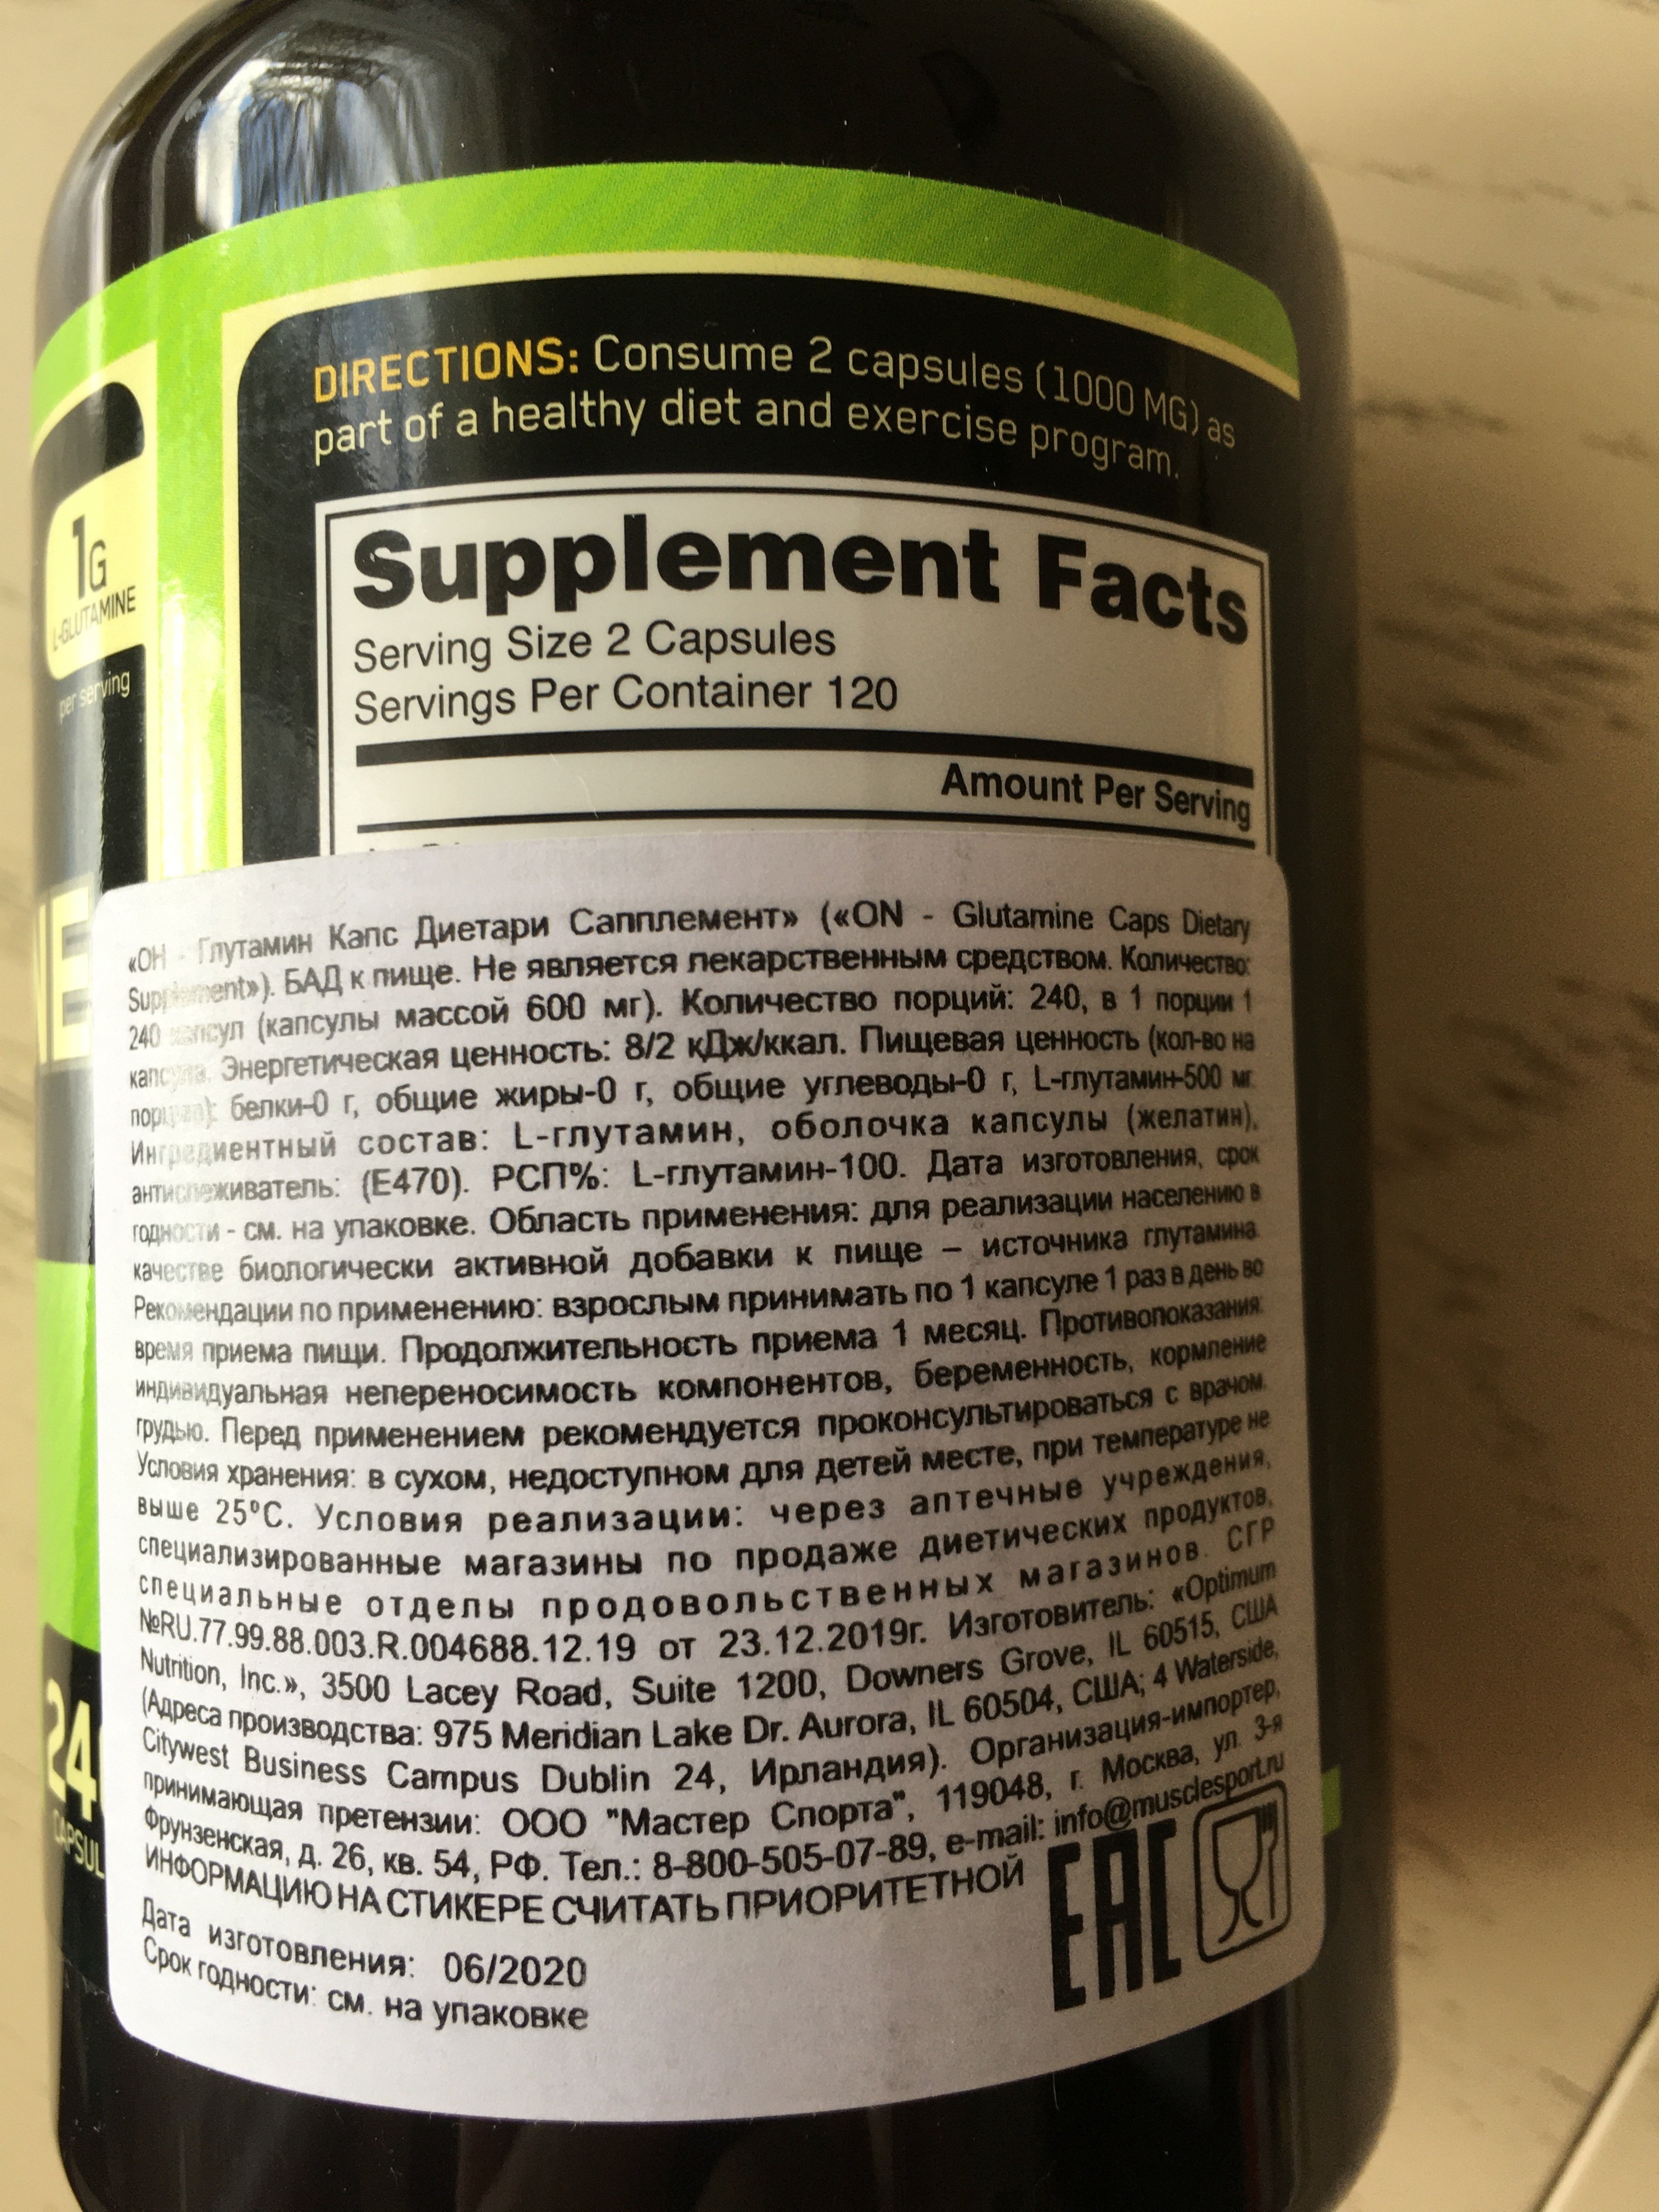 DIRECTIONS: Consume 2 capsules (1000 MG) as
part of a healthy diet and exercise program.
1G
L-GLUTAMINE
per serving
Supplement Facts
Serving Size 2 Capsules
Servings Per Container 120
Amount Per Serving
«ОН - Глутамин Капс Диетари Сапплемент» («ON - Glutamine Caps Dietary
Supplement»). БАД к пище. Не является лекарственным средством. Количество:
240 капсул (капсулы массой 600 мг). Количество порций: 240, в 1 порции 1
капсула. Энергетическая ценность: 8/2 кДж/ккал. Пищевая ценность (кол-во на
порцию): белки-0 г, общие жиры-0 г, общие углеводы-0 г, L-глутамин-500 мг.
Ингредиентный состав: L-глутамин, оболочка капсулы (желатин),
антислеживатель: (E470). РСП%: L-глутамин-100. Дата изготовления, срок
годности - см. на упаковке. Область применения: для реализации населению в
качестве биологически активной добавки к пище – источника глутамина.
Рекомендации по применению: взрослым принимать по 1 капсуле 1 раз в день во
время приема пищи. Продолжительность приема 1 месяц. Противопоказания:
индивидуальная непереносимость компонентов, беременность, кормление
грудью. Перед применением рекомендуется проконсультироваться с врачом.
Условия хранения: в сухом, недоступном для детей месте, при температуре не
выше 25°C. Условия реализации: через аптечные учреждения,
специализированные магазины по продаже диетических продуктов,
специальные отделы продовольственных магазинов. СГР
№RU.77.99.88.003.R.004688.12.19 от 23.12.2019г. Изготовитель: «Optimum
Nutrition, Inc.», 3500 Lacey Road, Suite 1200, Downers Grove, IL 60515, США
(Адреса производства: 975 Meridian Lake Dr. Aurora, IL 60504, США; 4 Waterside,
Citywest Business Campus Dublin 24, Ирландия). Организация-импортер,
принимающая претензии: ООО "Мастер Спорта", 119048, г. Москва, ул. 3-я
Фрунзенская, д. 26, кв. 54, РФ. Тел.: 8-800-505-07-89, e-mail: info@musclesport.ru
ИНФОРМАЦИЮ НА СТИКЕРЕ СЧИТАТЬ ПРИОРИТЕТНОЙ
EAC
Дата изготовления: 06/2020
Срок годности: см. на упаковке